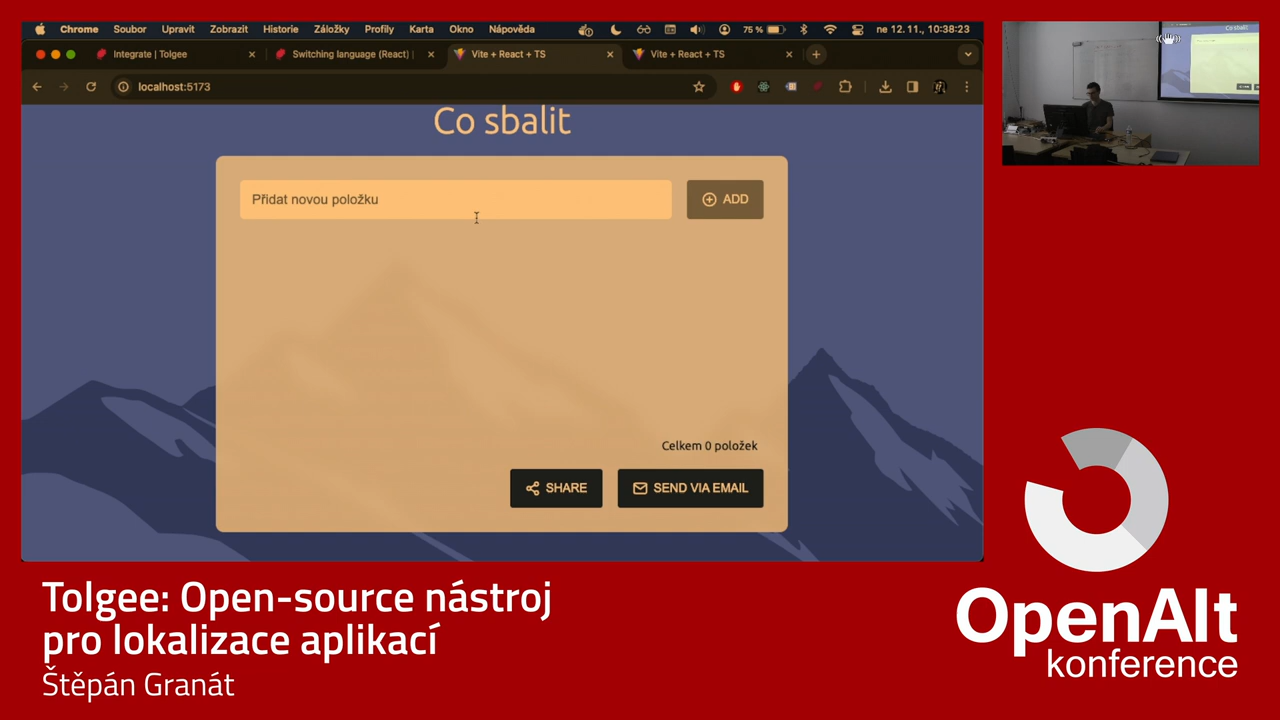 Chrome Soubor Upravit Zobrazit Historie Záložky Profily Karta Okno Nápověda 75 % ne 12. 11., 10:38:23
Integrate | Tolgee Switching language (React) | Vite + React + TS Vite + React + TS
localhost:5173
Co sbalit
Přidat novou položku ADD
Celkem 0 položek
SHARE SEND VIA EMAIL
Co sbalit
Tolgee: Open-source nástroj
pro lokalizace aplikací
Štěpán Granát
OpenAlt
konference